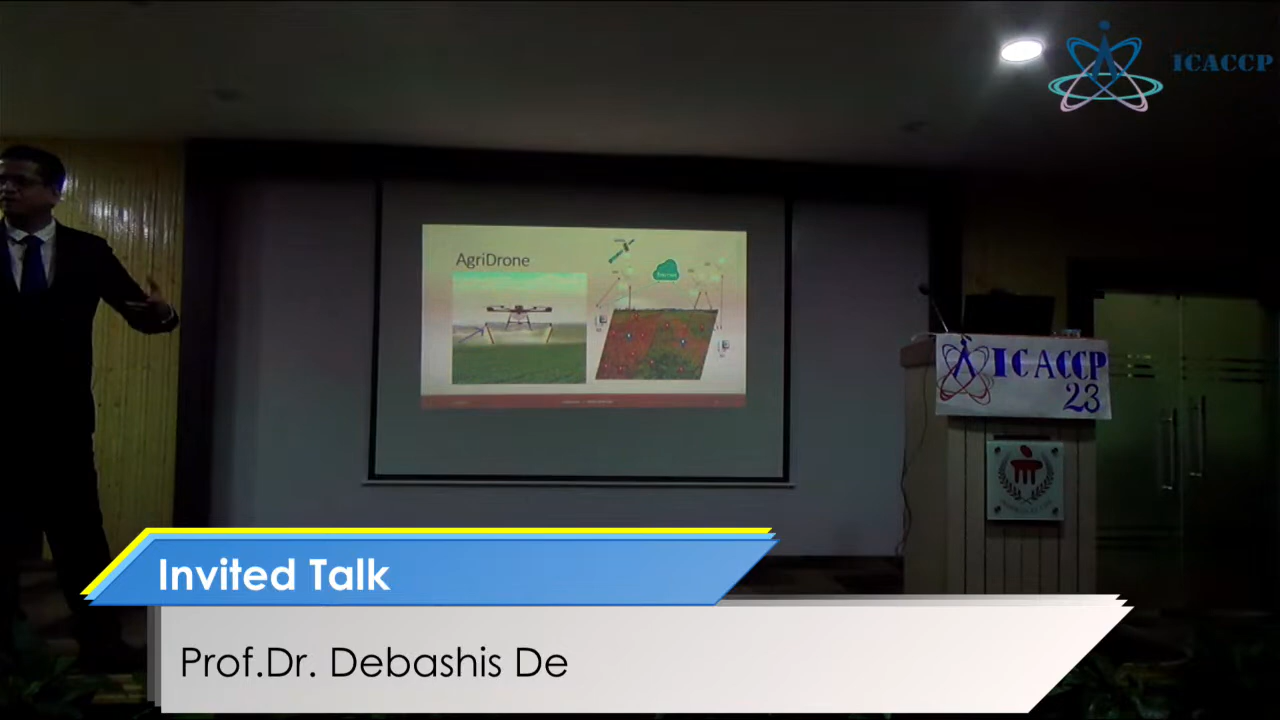 ICACCP
AgriDrone
ICACCP
23
Invited Talk
Prof.Dr. Debashis De